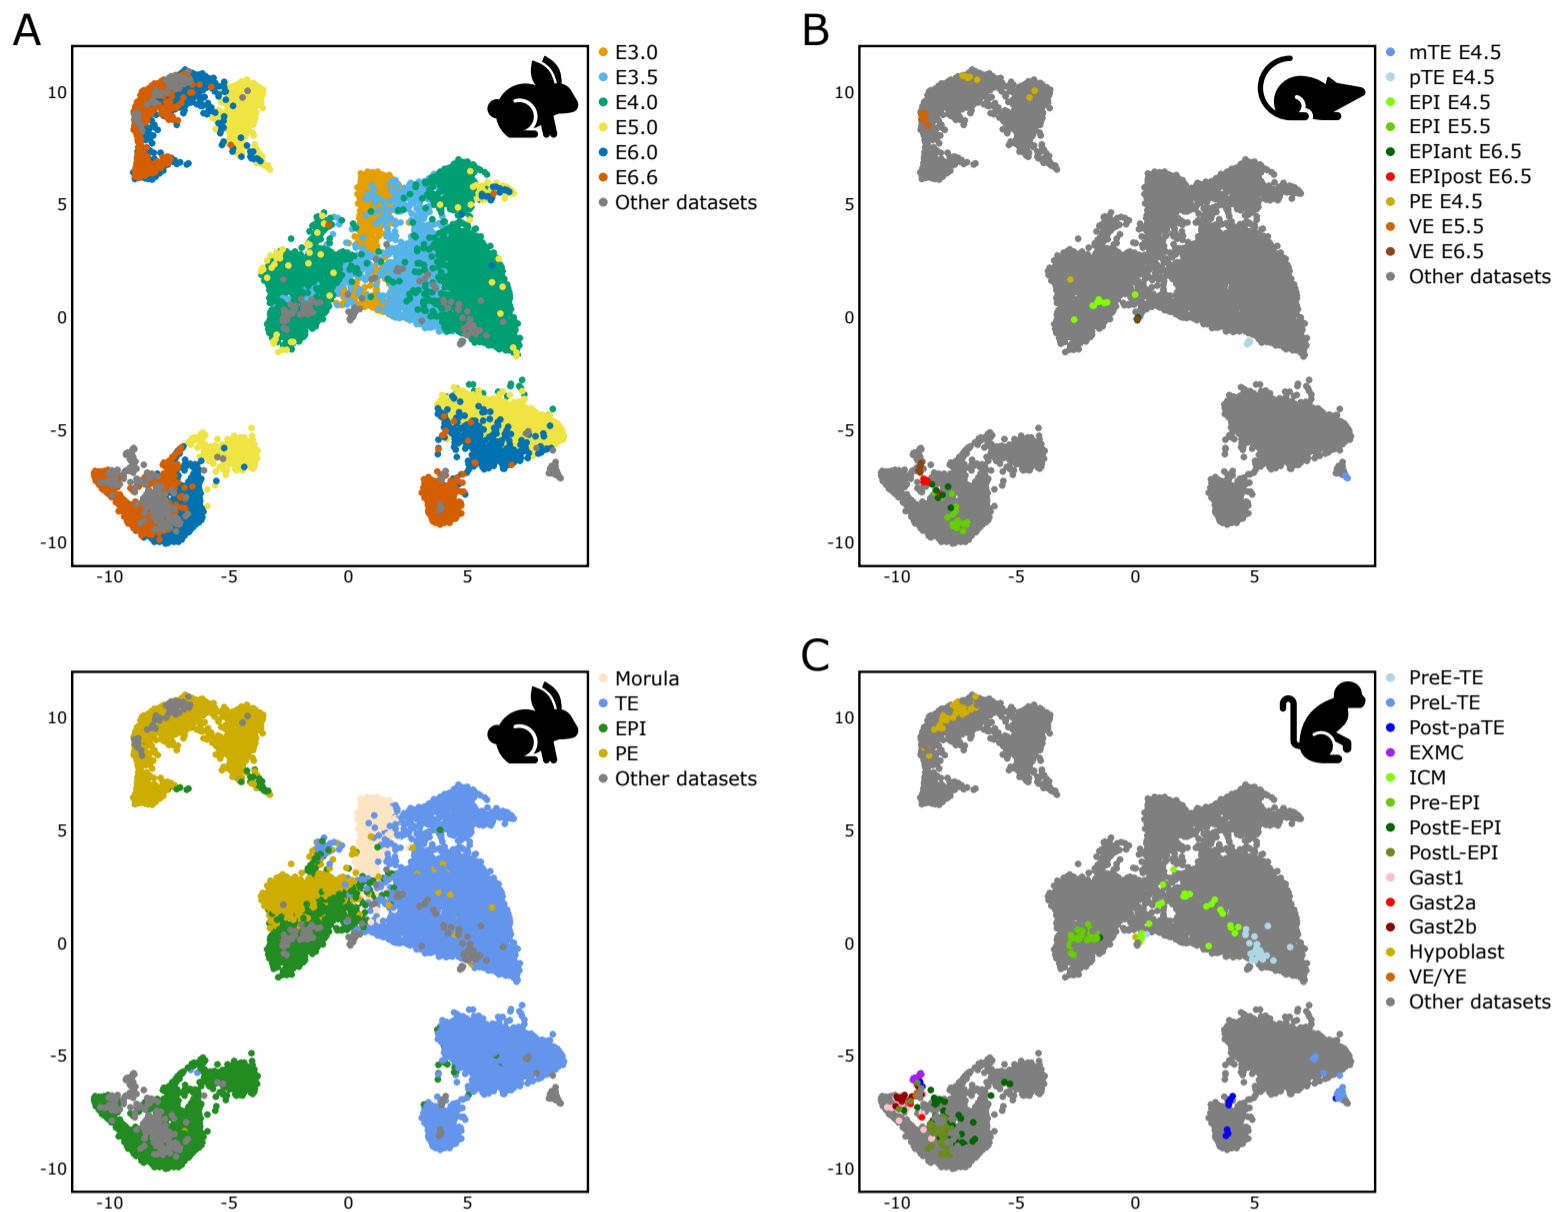 A
10
5
0
-5
-10
-10
-5
0
5
E3.0
E3.5
E4.0
E5.0
E6.0
E6.6
Other datasets
B
10
5
0
-5
-10
-10
-5
0
5
mTE E4.5
pTE E4.5
EPI E4.5
EPI E5.5
EPIant E6.5
EPIpost E6.5
PE E4.5
VE E5.5
VE E6.5
Other datasets
10
5
0
-5
-10
-10
-5
0
5
Morula
TE
EPI
PE
Other datasets
C
10
5
0
-5
-10
-10
-5
0
5
PreE-TE
PreL-TE
Post-paTE
EXMC
ICM
Pre-EPI
PostE-EPI
PostL-EPI
Gast1
Gast2a
Gast2b
Hypoblast
VE/YE
Other datasets